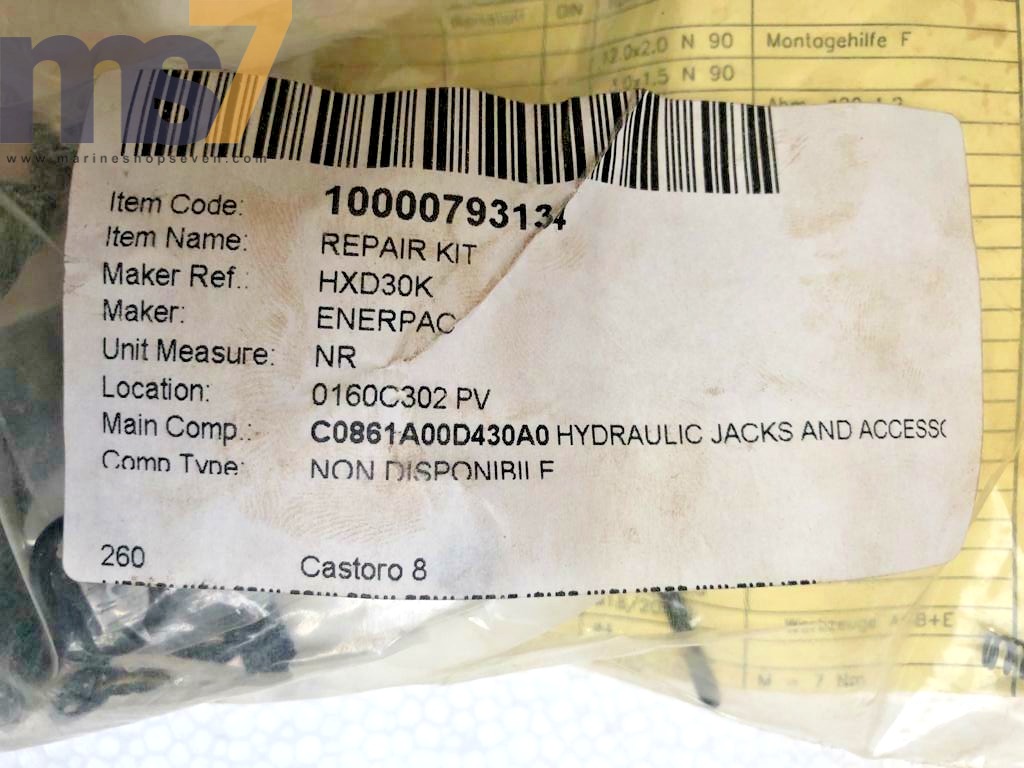 ms7
www.marineshopseven.com
DIN
12.0x2.0 N 90 Montagehilfe F
1.0x1.5 N 90
Item Code: 10000793134
Item Name: REPAIR KIT
Maker Ref.: HXD30K
Maker: ENERPAC
Unit Measure: NR
Location: 0160C302 PV
Main Comp.: C0861A00D430A0 HYDRAULIC JACKS AND ACCESSO
Comp Type: NON DISPONIBILE
260 Castoro 8
Werkzeuge A B+E
M = 7 Nm